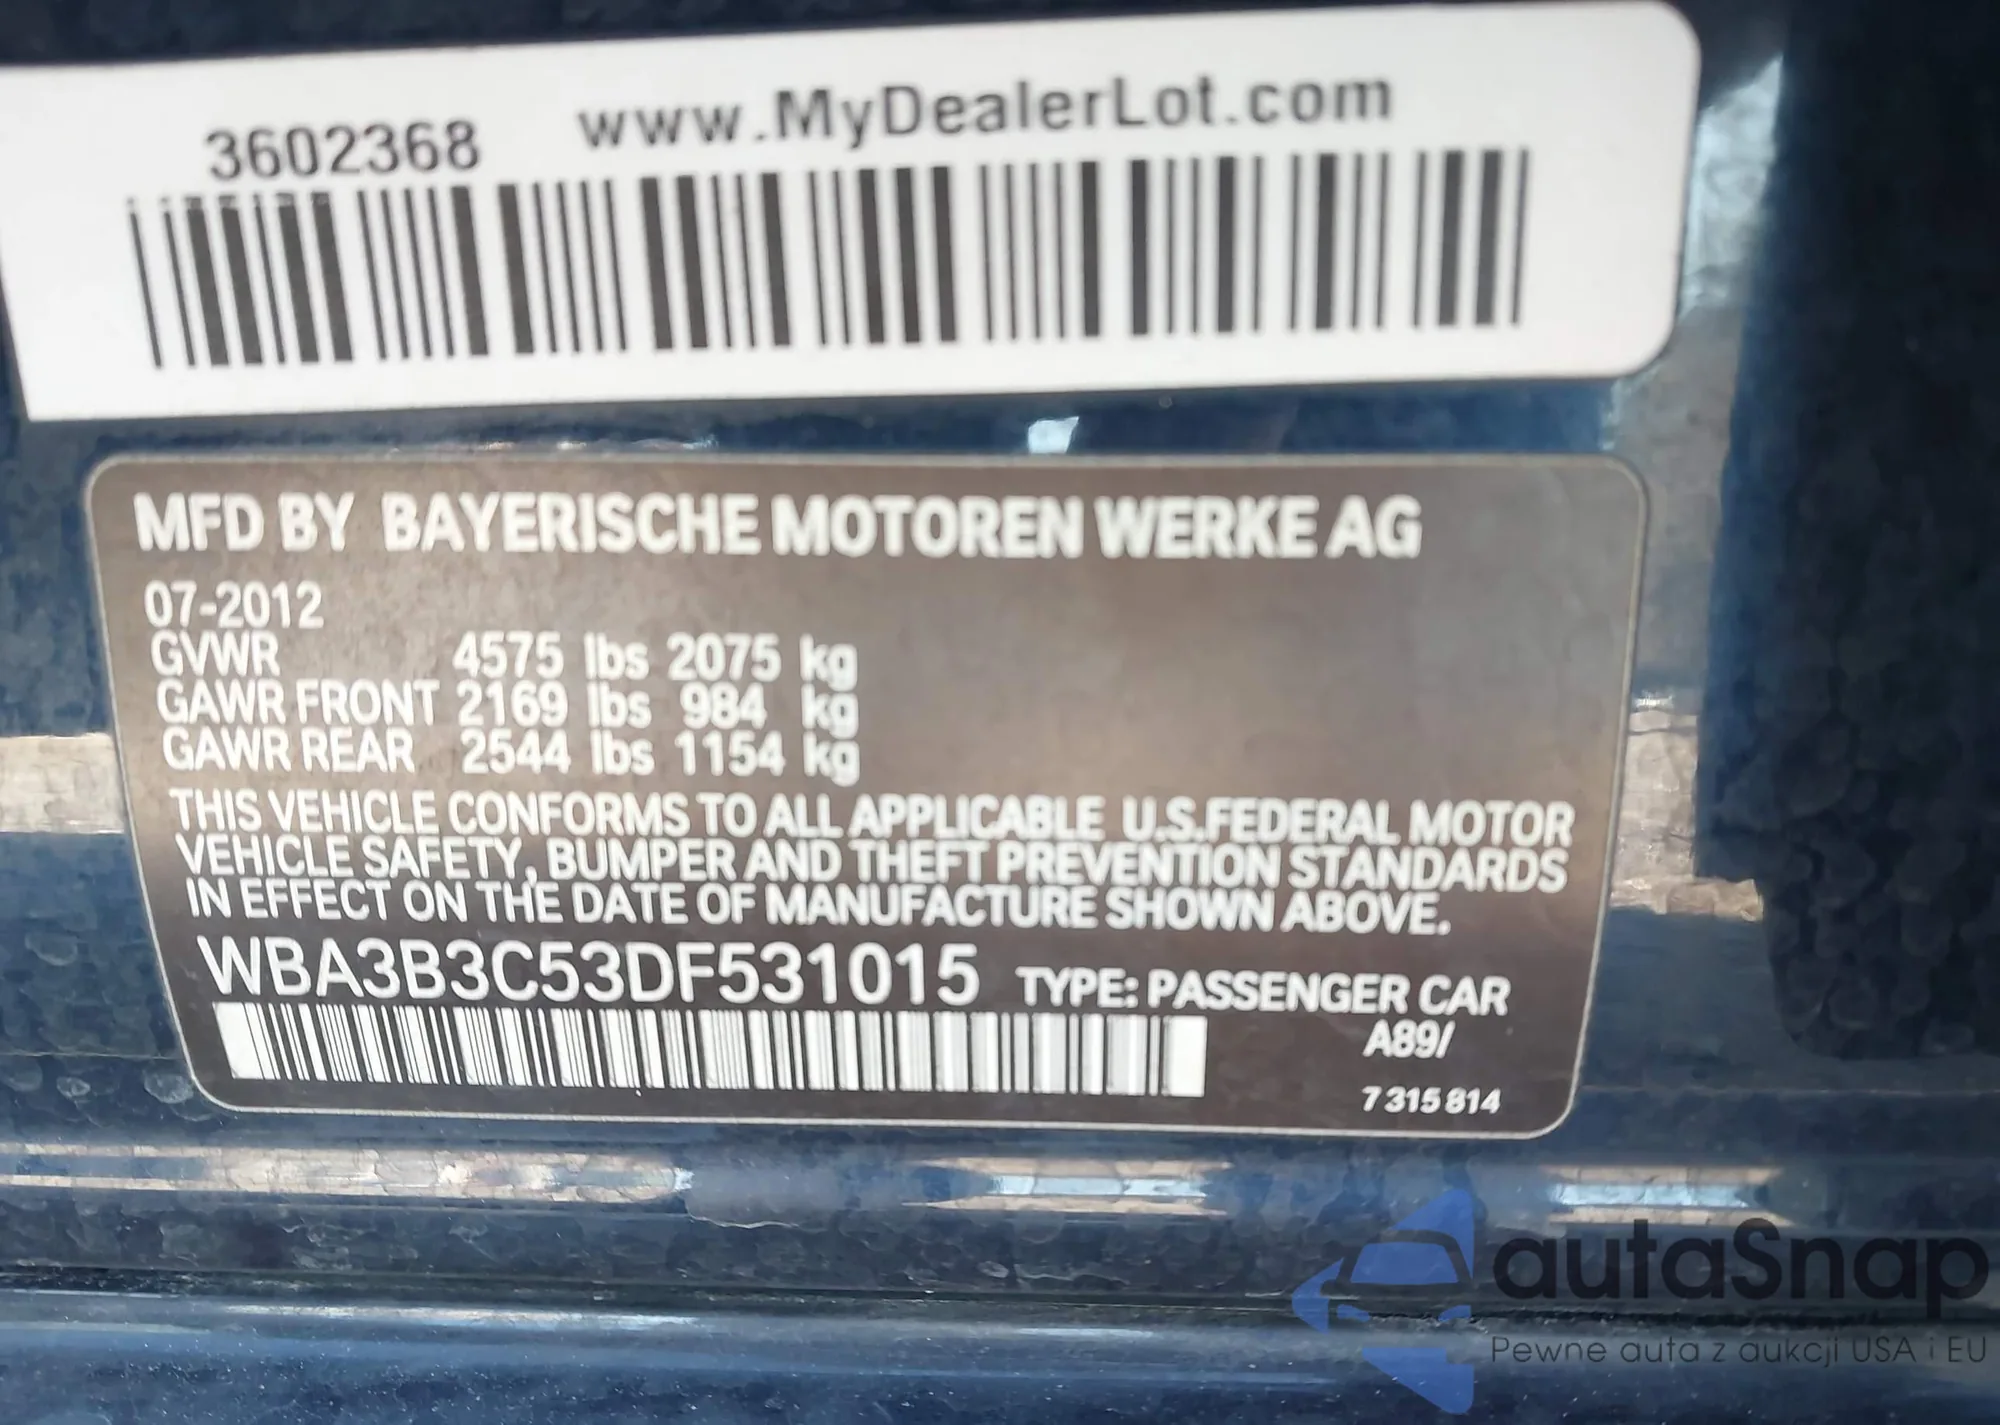 3602368 www.MyDealerLot.com
MFD BY BAYERISCHE MOTOREN WERKE AG
07-2012
GVWR 4575 lbs 2075 kg
GAWR FRONT 2169 lbs 984 kg
GAWR REAR 2544 lbs 1154 kg
THIS VEHICLE CONFORMS TO ALL APPLICABLE U.S.FEDERAL MOTOR
VEHICLE SAFETY, BUMPER AND THEFT PREVENTION STANDARDS
IN EFFECT ON THE DATE OF MANUFACTURE SHOWN ABOVE.
WBA3B3C53DF531015 TYPE: PASSENGER CAR
A89/
7 315 814
autaSnap
Pewne auta z aukcji USA i EU